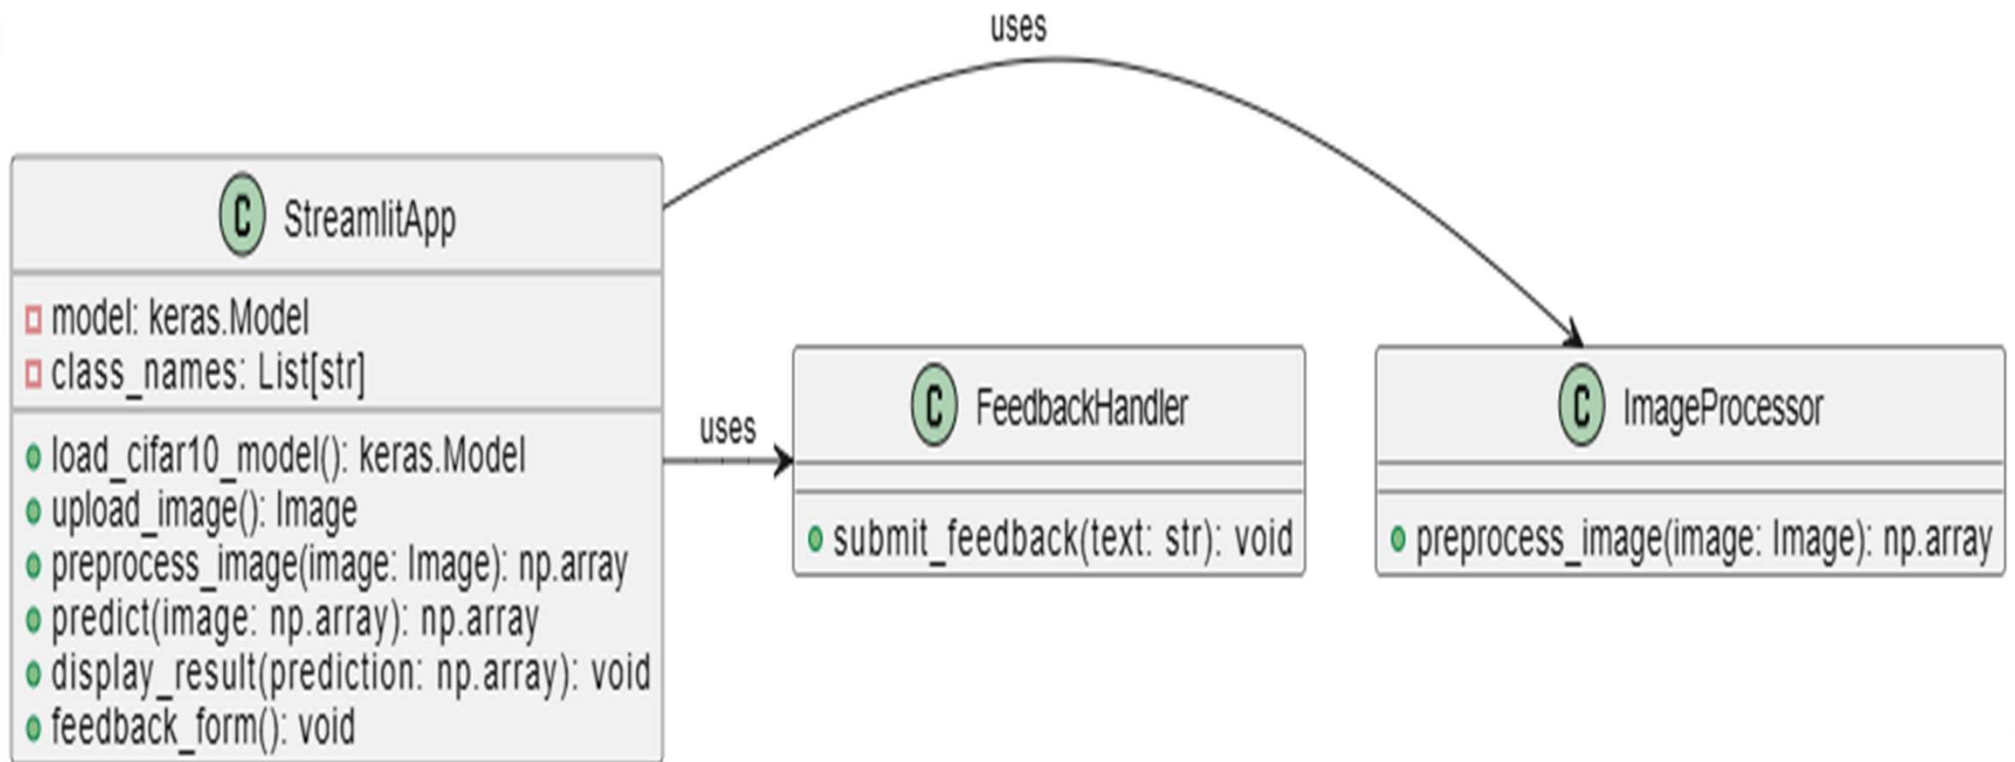 uses
C StreamlitApp
model: keras.Model
class_names: List[str]
load_cifar10_model(): keras.Model
upload_image(): Image
preprocess_image(image: Image): np.array
predict(image: np.array): np.array
display_result(prediction: np.array): void
feedback_form(): void
uses
C FeedbackHandler
submit_feedback(text: str): void
C ImageProcessor
preprocess_image(image: Image): np.array